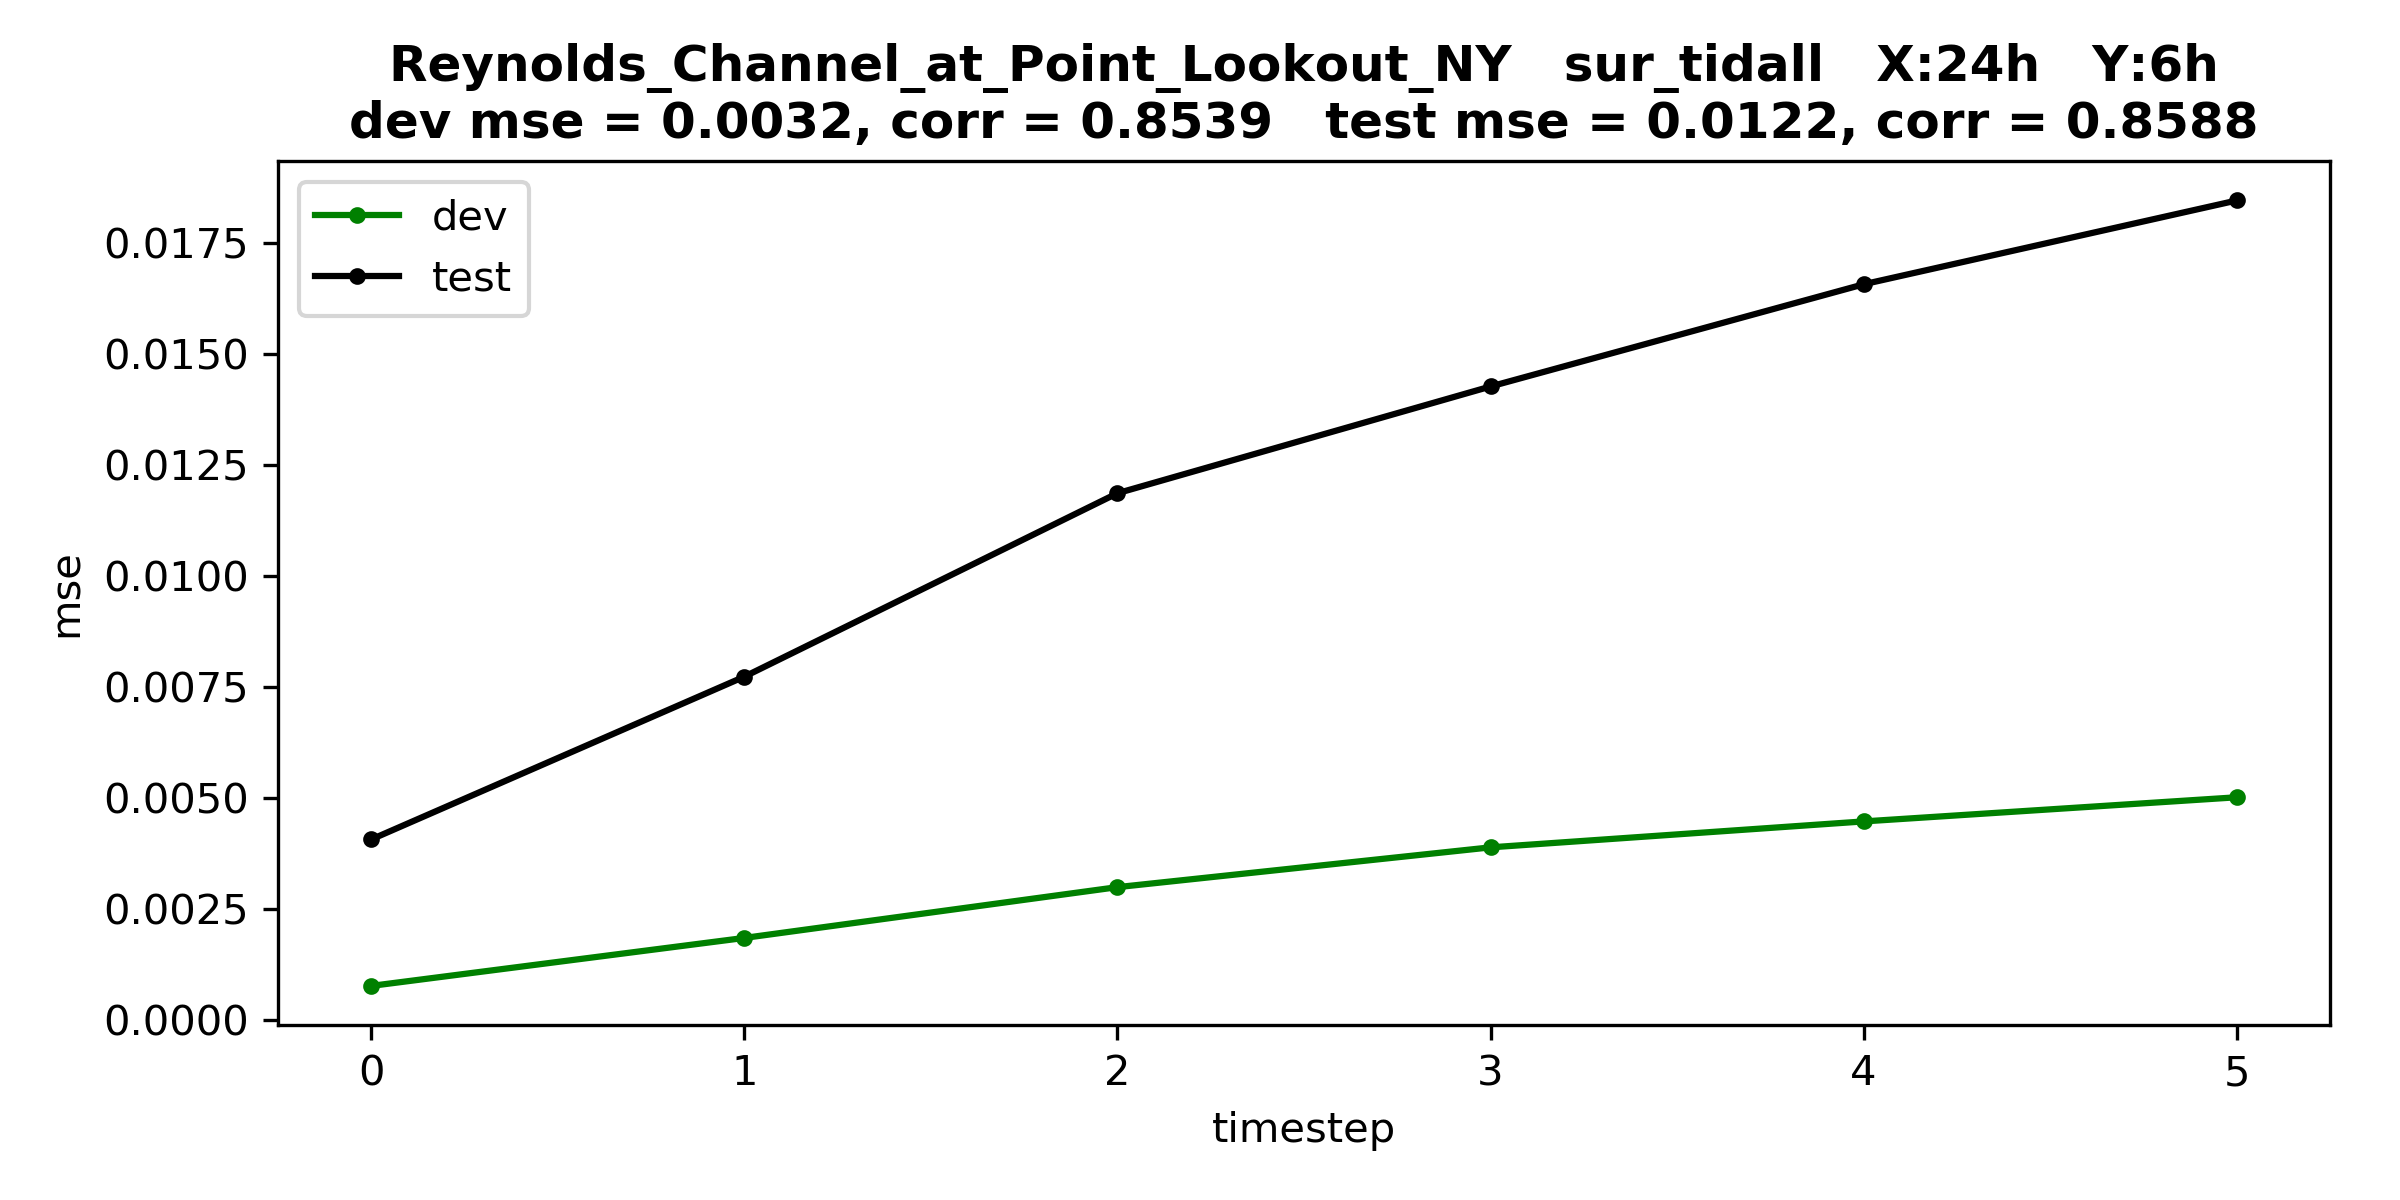 Reynolds_Channel_at_Point_Lookout_NY sur_tidall X:24h Y:6h
dev mse = 0.0032, corr = 0.8539 test mse = 0.0122, corr = 0.8588
dev
test
0.0175
0.0150
0.0125
0.0100
0.0075
0.0050
0.0025
0.0000
mse
0 1 2 3 4 5
timestep